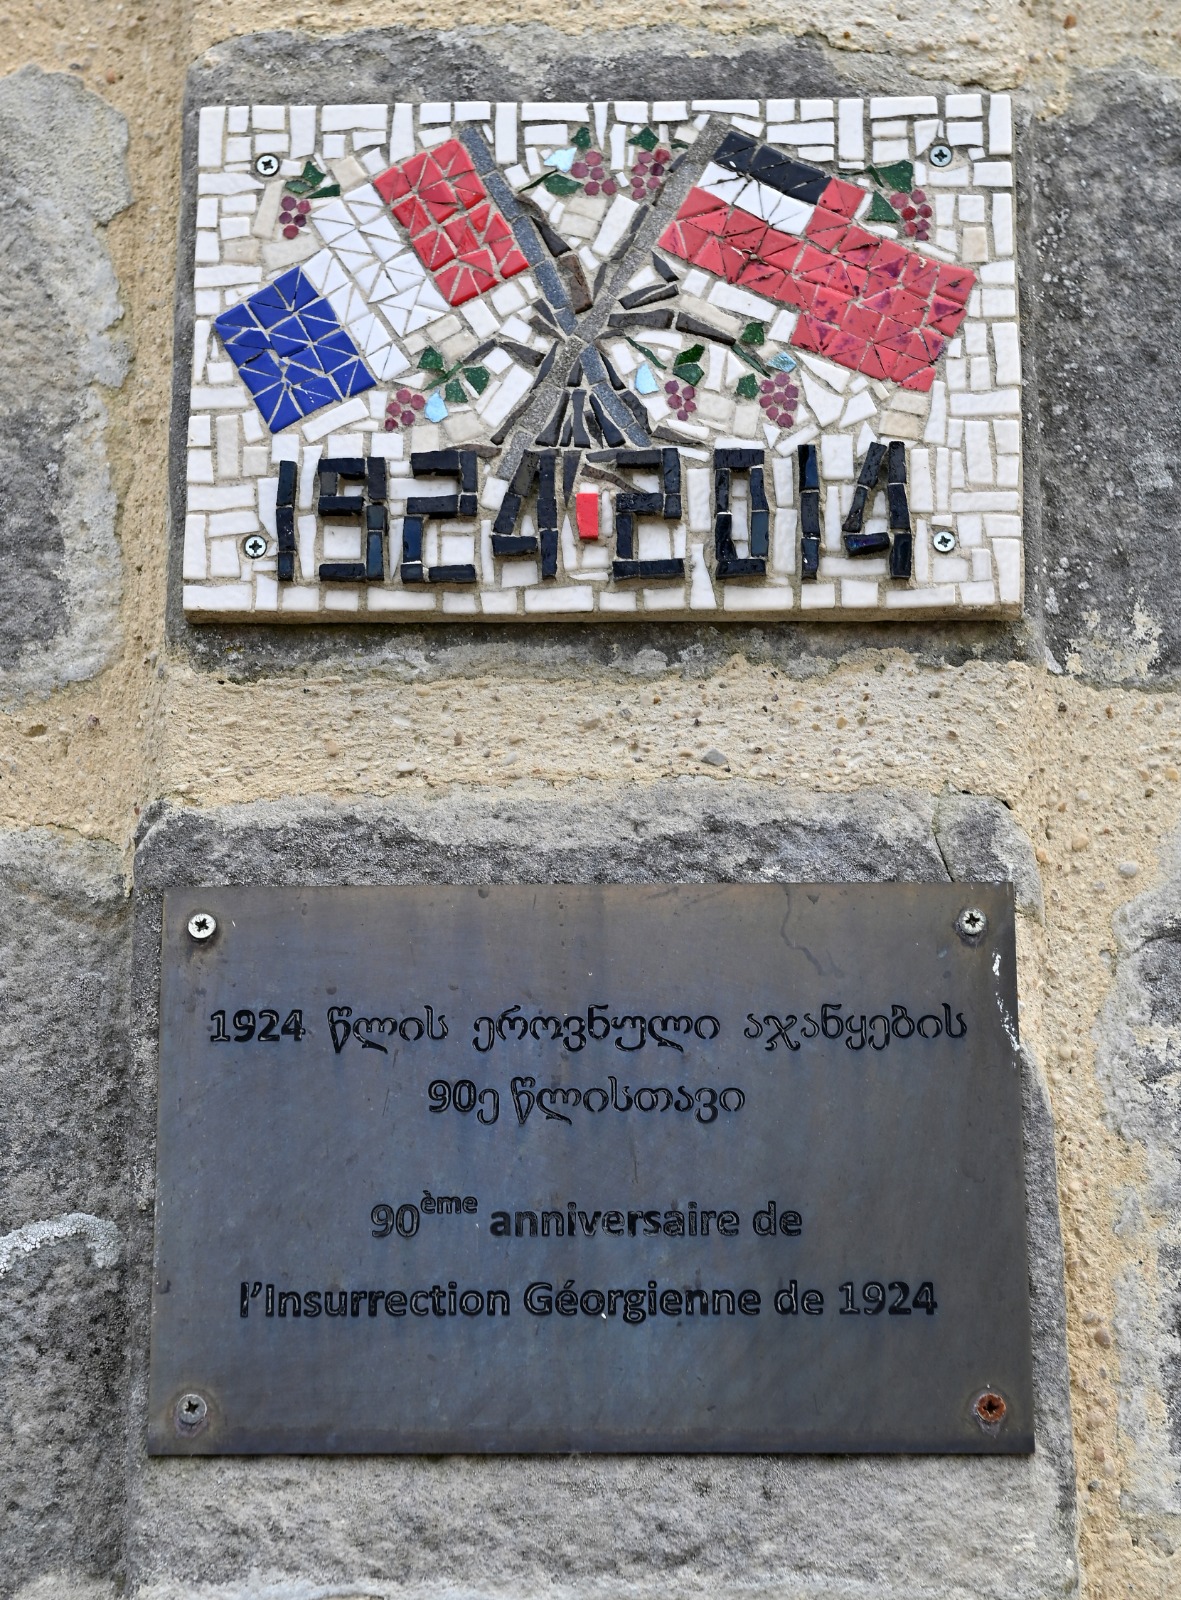 1924-2014
1924 წლის ეროვნული აჯანყების
90ე წლისთავი
90ème anniversaire de
l'Insurrection Géorgienne de 1924